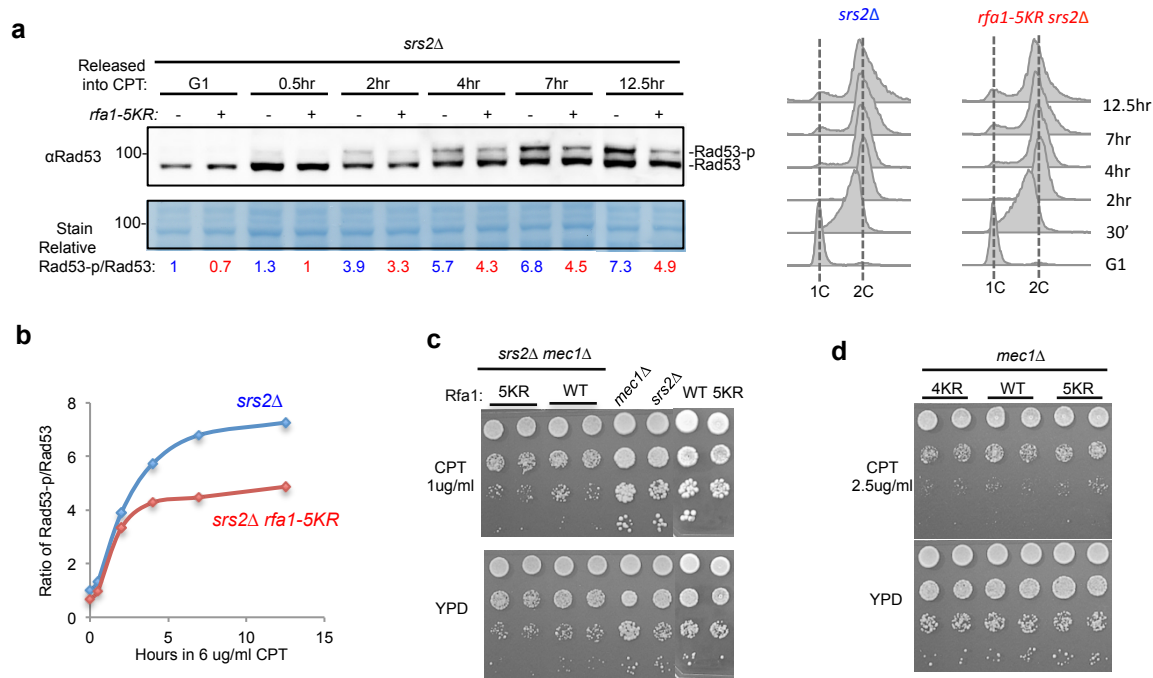 a
srs2Δ
Released
into CPT:
G1 0.5hr 2hr 4hr 7hr 12.5hr
rfa1-5KR: - + - + - + - + - + - +
αRad53
100-
-Rad53-p
-Rad53
Stain
100-
Relative
Rad53-p/Rad53: 1 0.7 1.3 1 3.9 3.3 5.7 4.3 6.8 4.5 7.3 4.9
srs2Δ rfa1-5KR srs2Δ
12.5hr
7hr
4hr
2hr
30'
G1
1C 2C 1C 2C
b
8
6
4
2
0
Ratio of Rad53-p/Rad53
srs2Δ
srs2Δ rfa1-5KR
0 5 10 15
Hours in 6 ug/ml CPT
c
srs2Δ mec1Δ
mec1Δ
srs2Δ
Rfa1: 5KR WT WT 5KR
CPT
1ug/ml
YPD
d
mec1Δ
4KR WT 5KR
CPT
2.5ug/ml
YPD